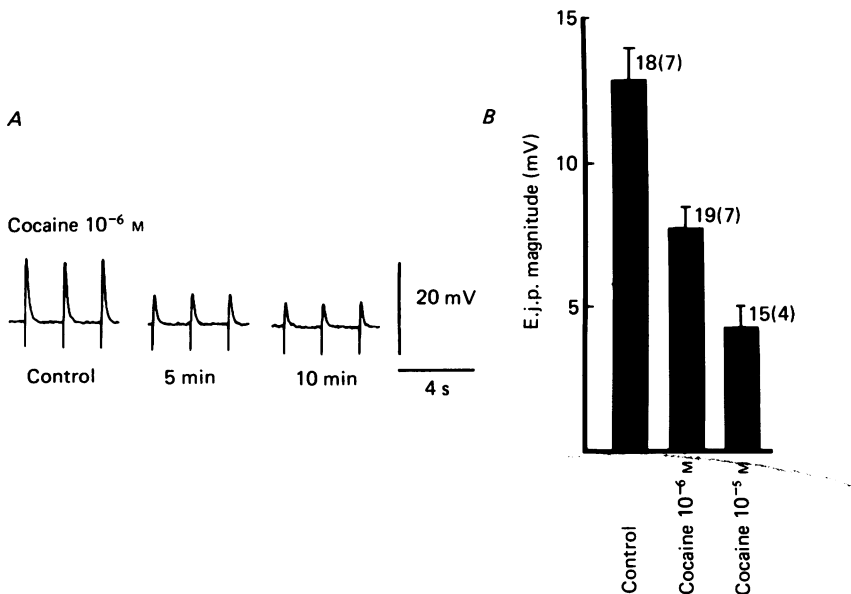 A
Cocaine 10⁻⁶ M
Control
5 min
10 min
20 mV
4 s
B
E.j.p. magnitude (mV)
15
10
5
18(7)
19(7)
15(4)
Control
Cocaine 10⁻⁶ M
Cocaine 10⁻⁵ M